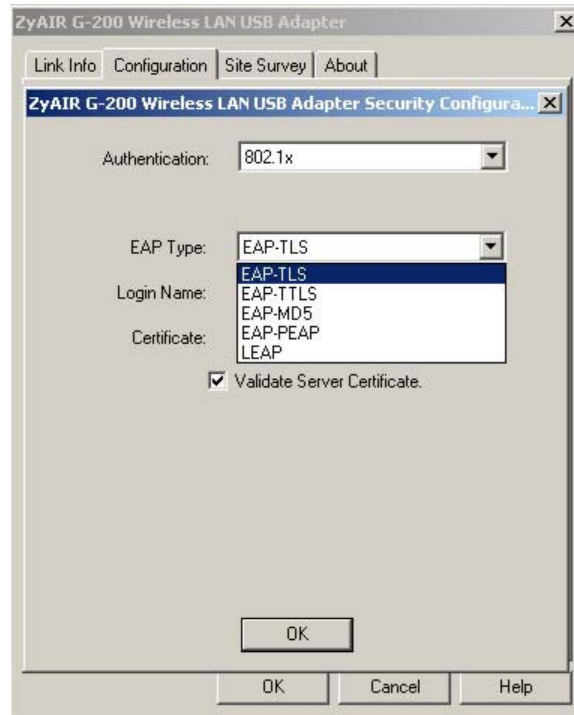 ZyAIR G-200 Wireless LAN USB Adapter
Link Info Configuration Site Survey About
ZyAIR G-200 Wireless LAN USB Adapter Security Configura...
Authentication: 802.1x
EAP Type: EAP-TLS
EAP-TLS
Login Name: EAP-TTLS
EAP-MD5
Certificate: EAP-PEAP
LEAP
Validate Server Certificate.
OK
OK Cancel Help